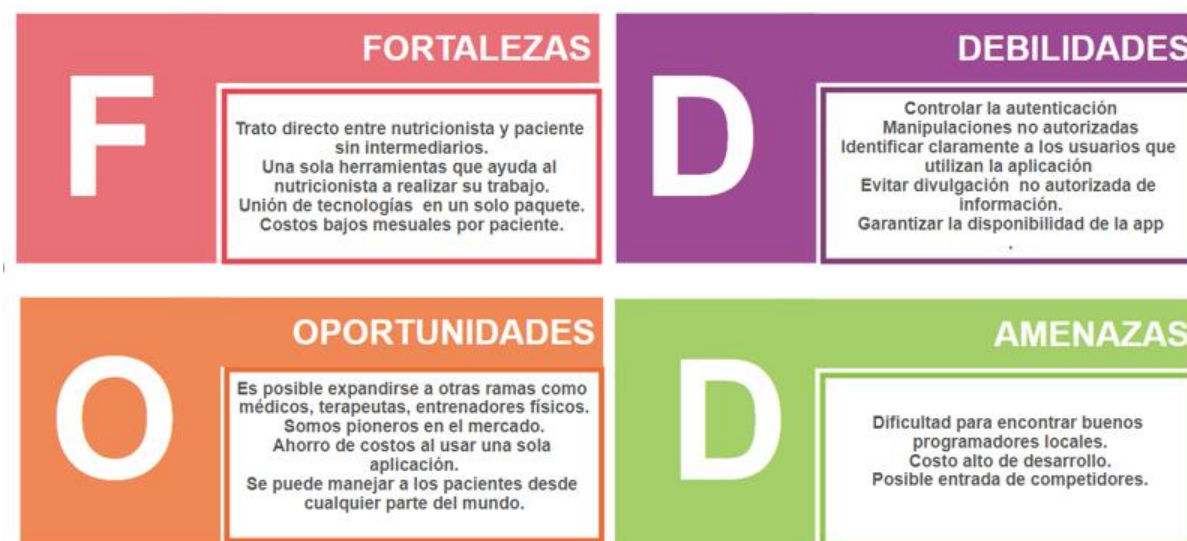 F
FORTALEZAS
Trato directo entre nutricionista y paciente
sin intermediarios.
Una sola herramientas que ayuda al
nutricionista a realizar su trabajo.
Unión de tecnologías en un solo paquete.
Costos bajos mesuales por paciente.
D
DEBILIDADES
Controlar la autenticación
Manipulaciones no autorizadas
Identificar claramente a los usuarios que
utilizan la aplicación
Evitar divulgación no autorizada de
información.
Garantizar la disponibilidad de la app
.
O
OPORTUNIDADES
Es posible expandirse a otras ramas como
médicos, terapeutas, entrenadores físicos.
Somos pioneros en el mercado.
Ahorro de costos al usar una sola
aplicación.
Se puede manejar a los pacientes desde
cualquier parte del mundo.
D
AMENAZAS
Dificultad para encontrar buenos
programadores locales.
Costo alto de desarrollo.
Posible entrada de competidores.